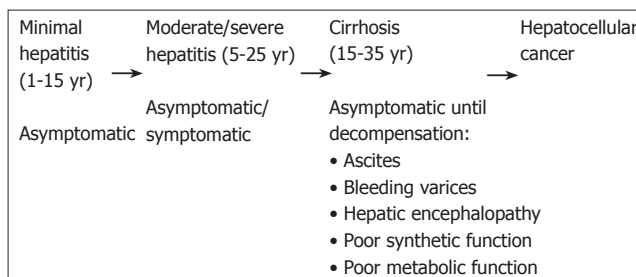 Minimal
hepatitis
(1-15 yr)
Asymptomatic
Moderate/severe
hepatitis (5-25 yr)
Asymptomatic/
symptomatic
Cirrhosis
(15-35 yr)
Asymptomatic until
decompensation:
• Ascites
• Bleeding varices
• Hepatic encephalopathy
• Poor synthetic function
• Poor metabolic function
Hepatocellular
cancer